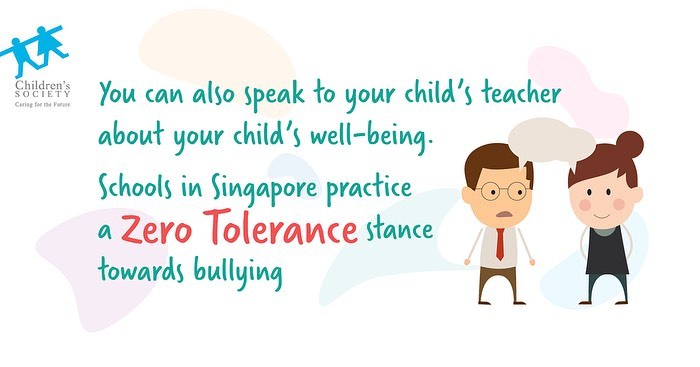 Children's
SOCIETY
Caring for the Future
You can also speak to your child's teacher
about your child's well-being.
Schools in Singapore practice
a Zero Tolerance stance
towards bullying